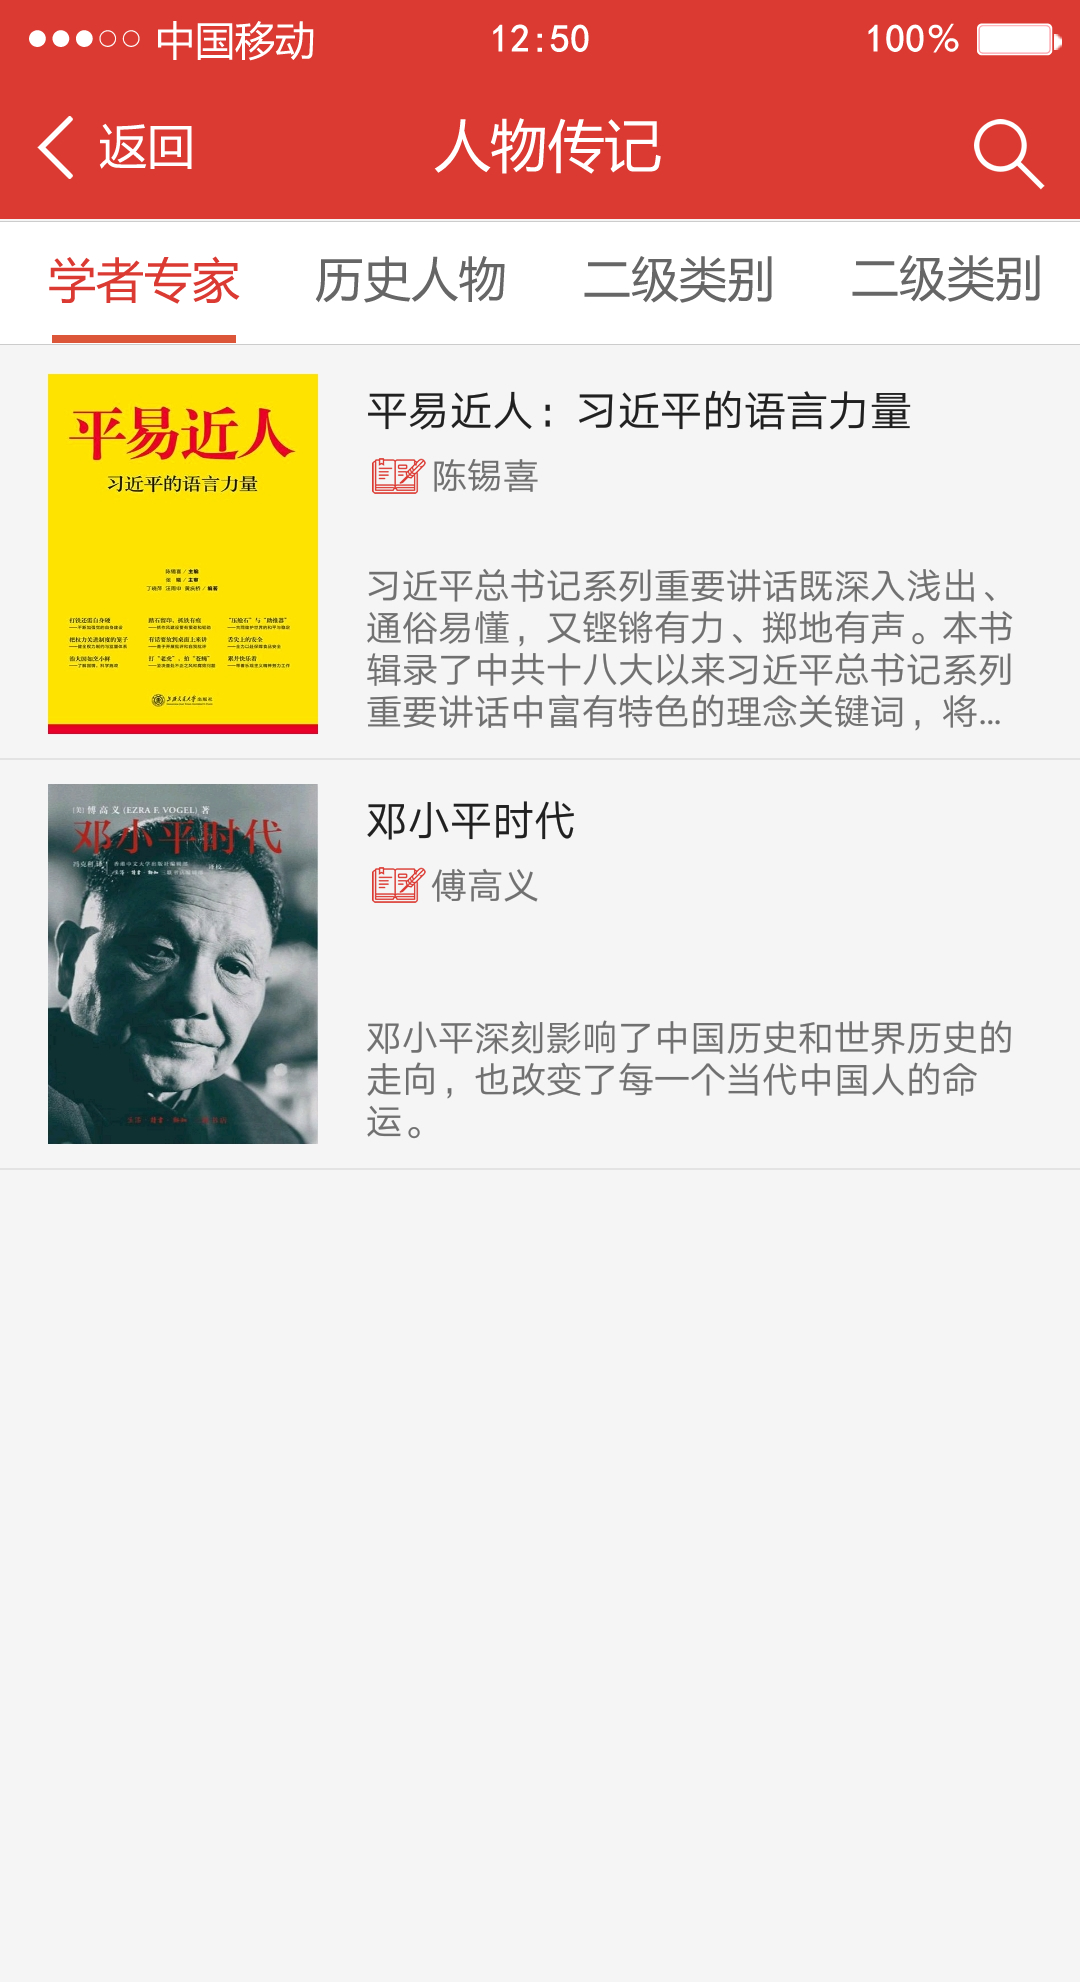 中国移动
12:50
100%
返回
人物传记
学者专家
历史人物
二级类别
二级类别
平易近人
习近平的语言力量
平易近人：习近平的语言力量
陈锡喜
习近平总书记系列重要讲话既深入浅出、
通俗易懂，又铿锵有力、掷地有声。本书
辑录了中共十八大以来习近平总书记系列
重要讲话中富有特色的理念关键词，将...
[美] 傅高义 (EZRA F. VOGEL) 著
邓小平时代
邓小平时代
傅高义
邓小平深刻影响了中国历史和世界历史的
走向，也改变了每一个当代中国人的命
运。